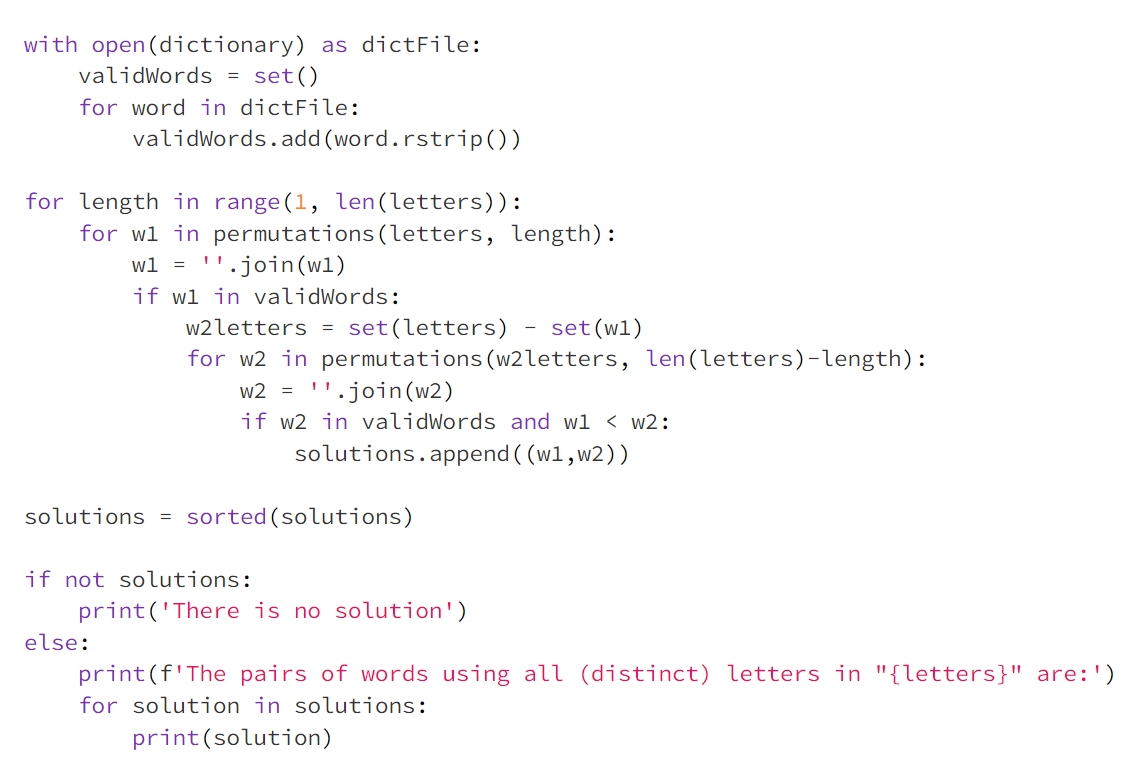 with open(dictionary) as dictFile:
    validWords = set()
    for word in dictFile:
        validWords.add(word.rstrip())

for length in range(1, len(letters)):
    for w1 in permutations(letters, length):
        w1 = ''.join(w1)
        if w1 in validWords:
            w2letters = set(letters) - set(w1)
            for w2 in permutations(w2letters, len(letters)-length):
                w2 = ''.join(w2)
                if w2 in validWords and w1 < w2:
                    solutions.append((w1,w2))

solutions = sorted(solutions)

if not solutions:
    print('There is no solution')
else:
    print(f'The pairs of words using all (distinct) letters in "{letters}" are:')
    for solution in solutions:
        print(solution)